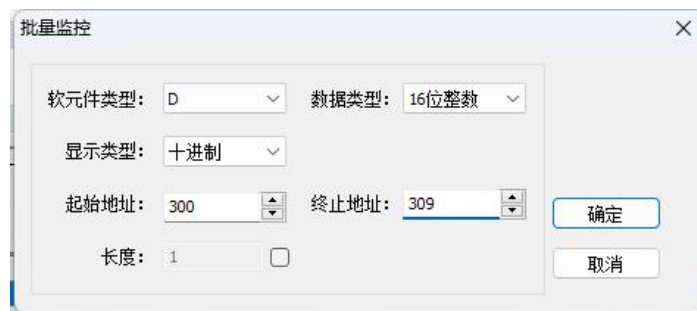 批量监控
软元件类型： D 数据类型： 16位整数
显示类型： 十进制
起始地址： 300 终止地址： 309
确定
长度： 1
取消